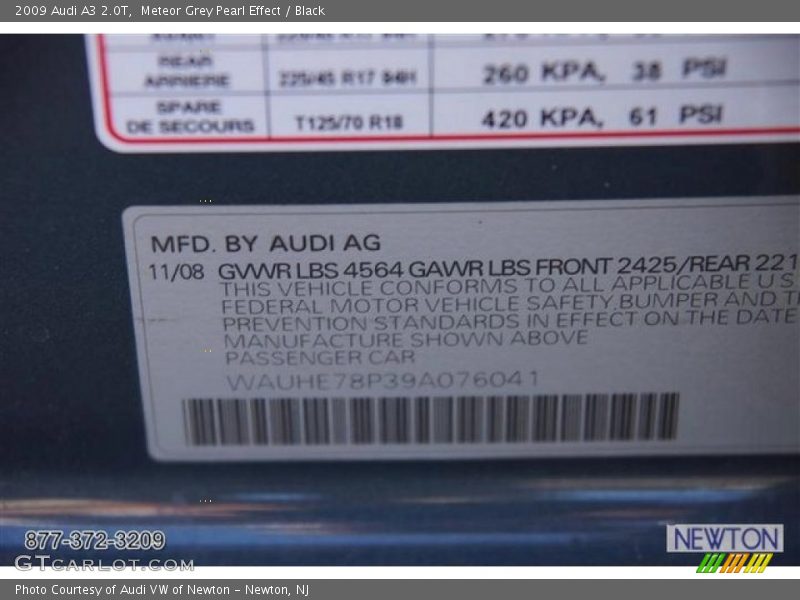 2009 Audi A3 2.0T, Meteor Grey Pearl Effect / Black
REAR
ARRIERE 225/45 R17 94H 260 KPA, 38 PSI
SPARE
DE SECOURS T125/70 R18 420 KPA, 61 PSI
MFD. BY AUDI AG
11/08 GVWR LBS 4564 GAWR LBS FRONT 2425/REAR 221
THIS VEHICLE CONFORMS TO ALL APPLICABLE U S
FEDERAL MOTOR VEHICLE SAFETY,BUMPER AND TH
PREVENTION STANDARDS IN EFFECT ON THE DATE
MANUFACTURE SHOWN ABOVE
PASSENGER CAR
WAUHE78P39A076041
877-372-3209
GTCARLOT.COM
NEWTON
Photo Courtesy of Audi VW of Newton - Newton, NJ